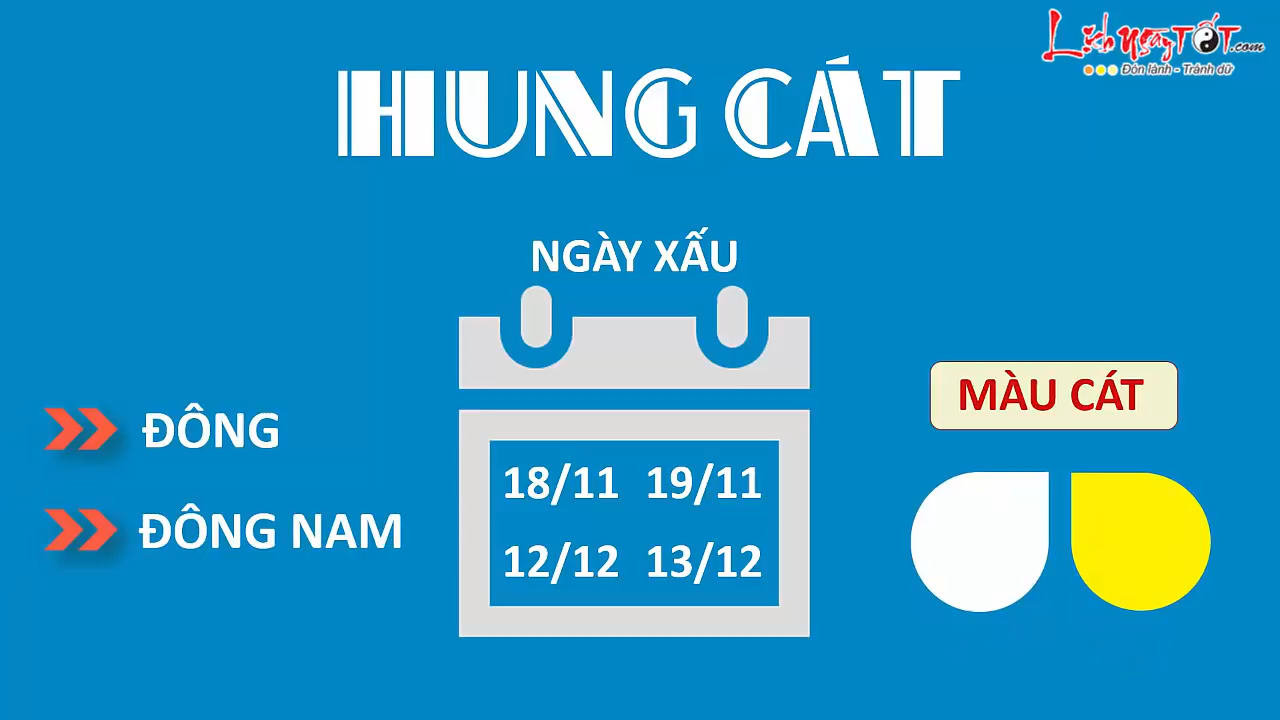 LịchNgàyTỐT.com
Đón lành - Tránh dữ
HUNG CÁT
NGÀY XẤU
ĐÔNG
ĐÔNG NAM
18/11 19/11
12/12 13/12
MÀU CÁT